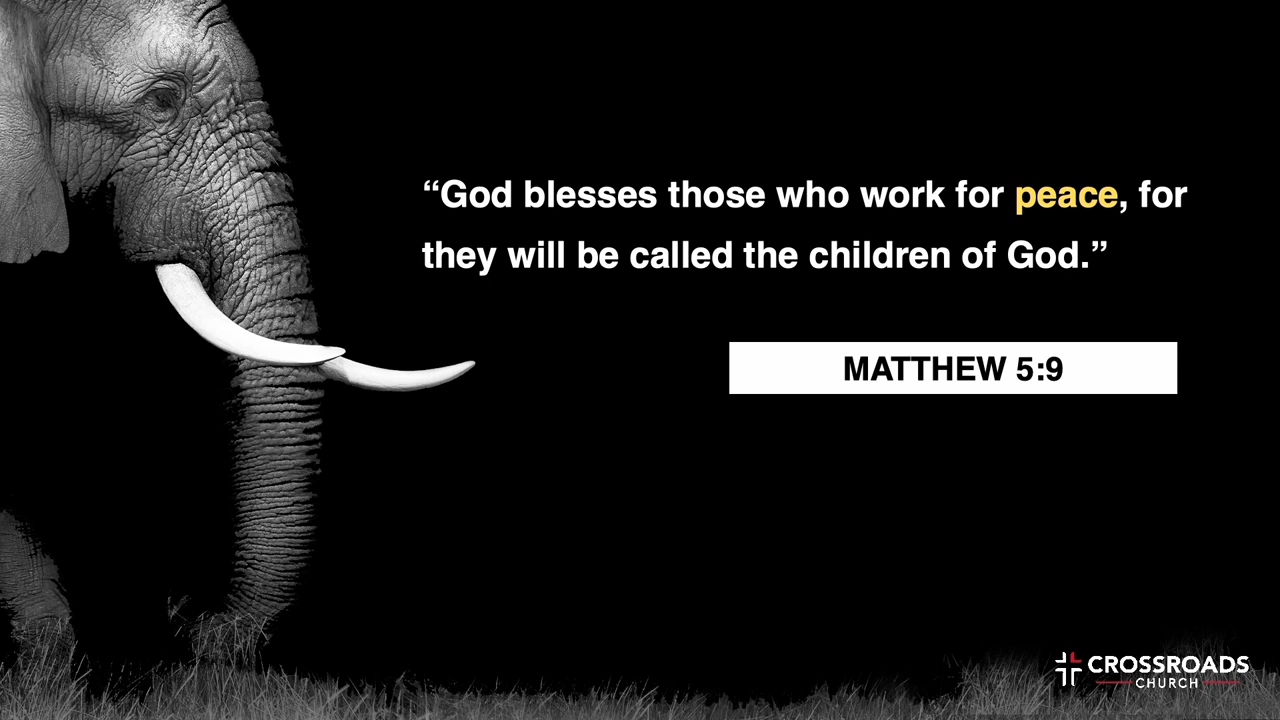 “God blesses those who work for peace, for
they will be called the children of God.”
MATTHEW 5:9
CROSSROADS
CHURCH